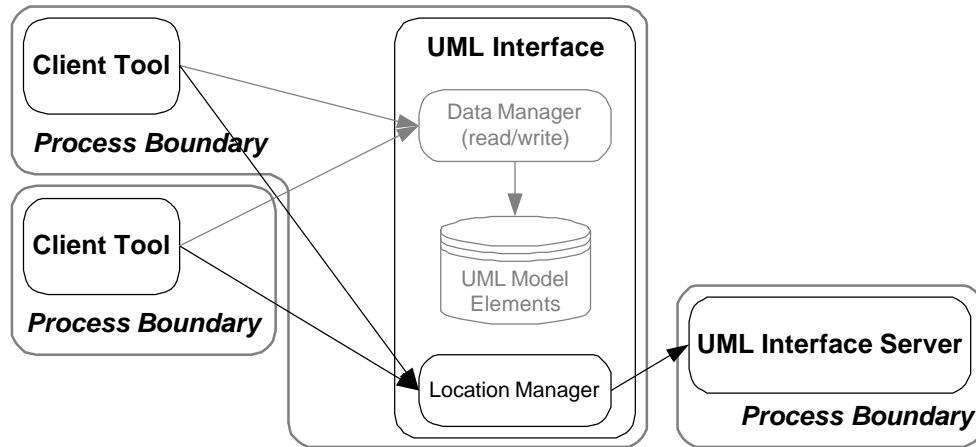 Client Tool
Process Boundary
UML Interface
Data Manager
(read/write)
Client Tool
Process Boundary
UML Model
Elements
Location Manager
UML Interface Server
Process Boundary